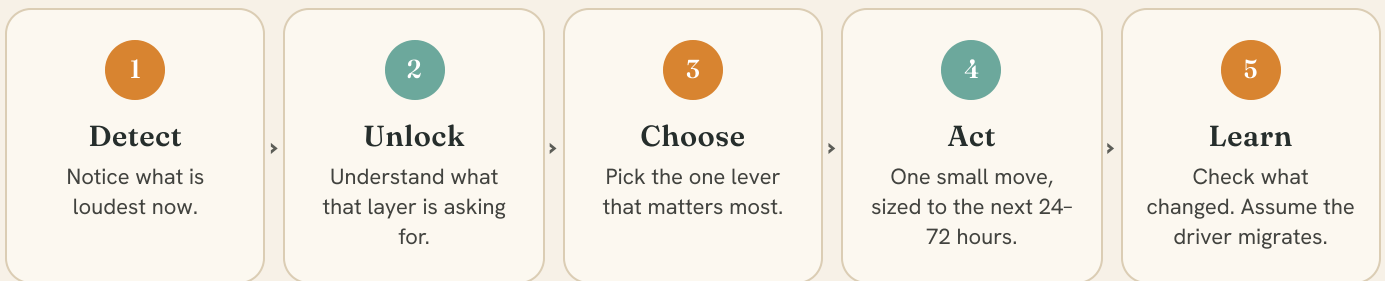 1
Detect
Notice what is
loudest now.
›
2
Unlock
Understand what
that layer is asking
for.
›
3
Choose
Pick the one lever
that matters most.
›
4
Act
One small move,
sized to the next 24–
72 hours.
›
5
Learn
Check what
changed. Assume the
driver migrates.